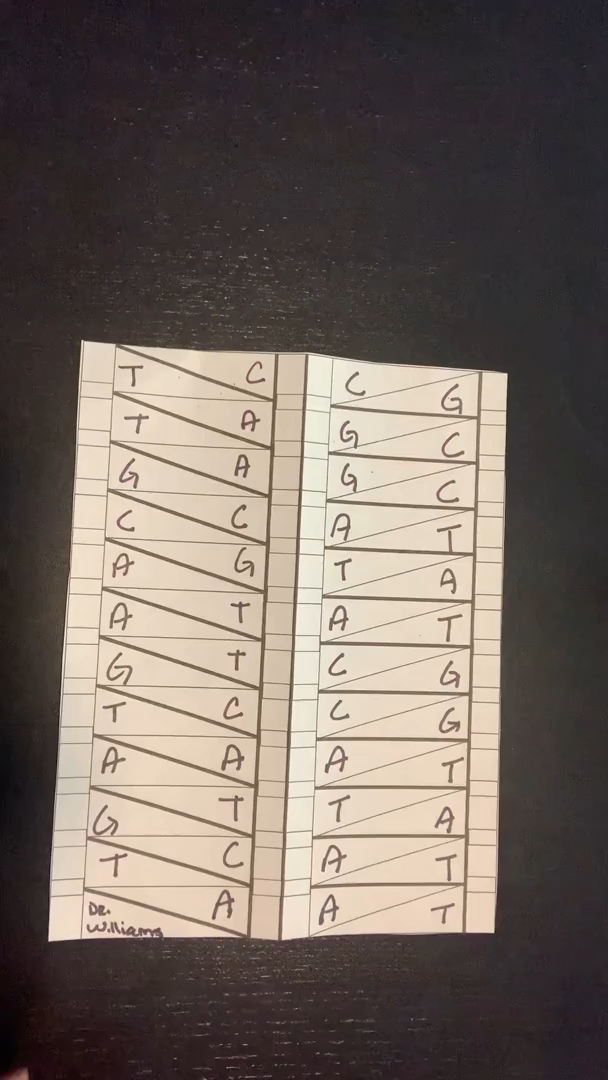 T C C G
T A G C
G A G C
C C A T
A G T A
A T A T
G T C G
T C C G
A A A T
G T T A
T C A T
Dr. Williams A A T